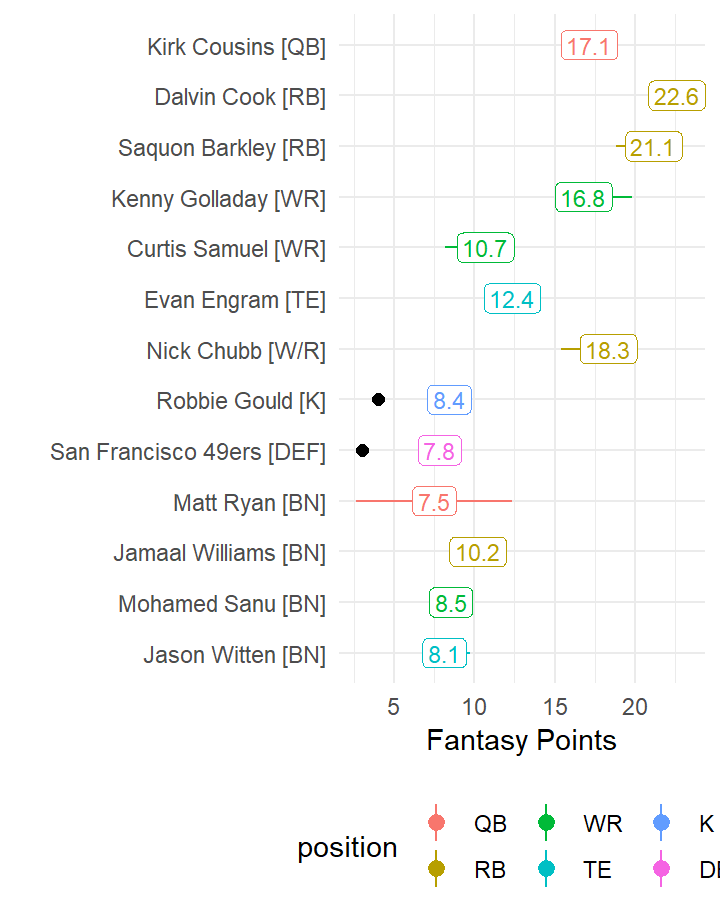 Kirk Cousins [QB] 17.1
Dalvin Cook [RB] 22.6
Saquon Barkley [RB] 21.1
Kenny Golladay [WR] 16.8
Curtis Samuel [WR] 10.7
Evan Engram [TE] 12.4
Nick Chubb [W/R] 18.3
Robbie Gould [K] 8.4
San Francisco 49ers [DEF] 7.8
Matt Ryan [BN] 7.5
Jamaal Williams [BN] 10.2
Mohamed Sanu [BN] 8.5
Jason Witten [BN] 8.1
5 10 15 20
Fantasy Points
position
QB WR K
RB TE